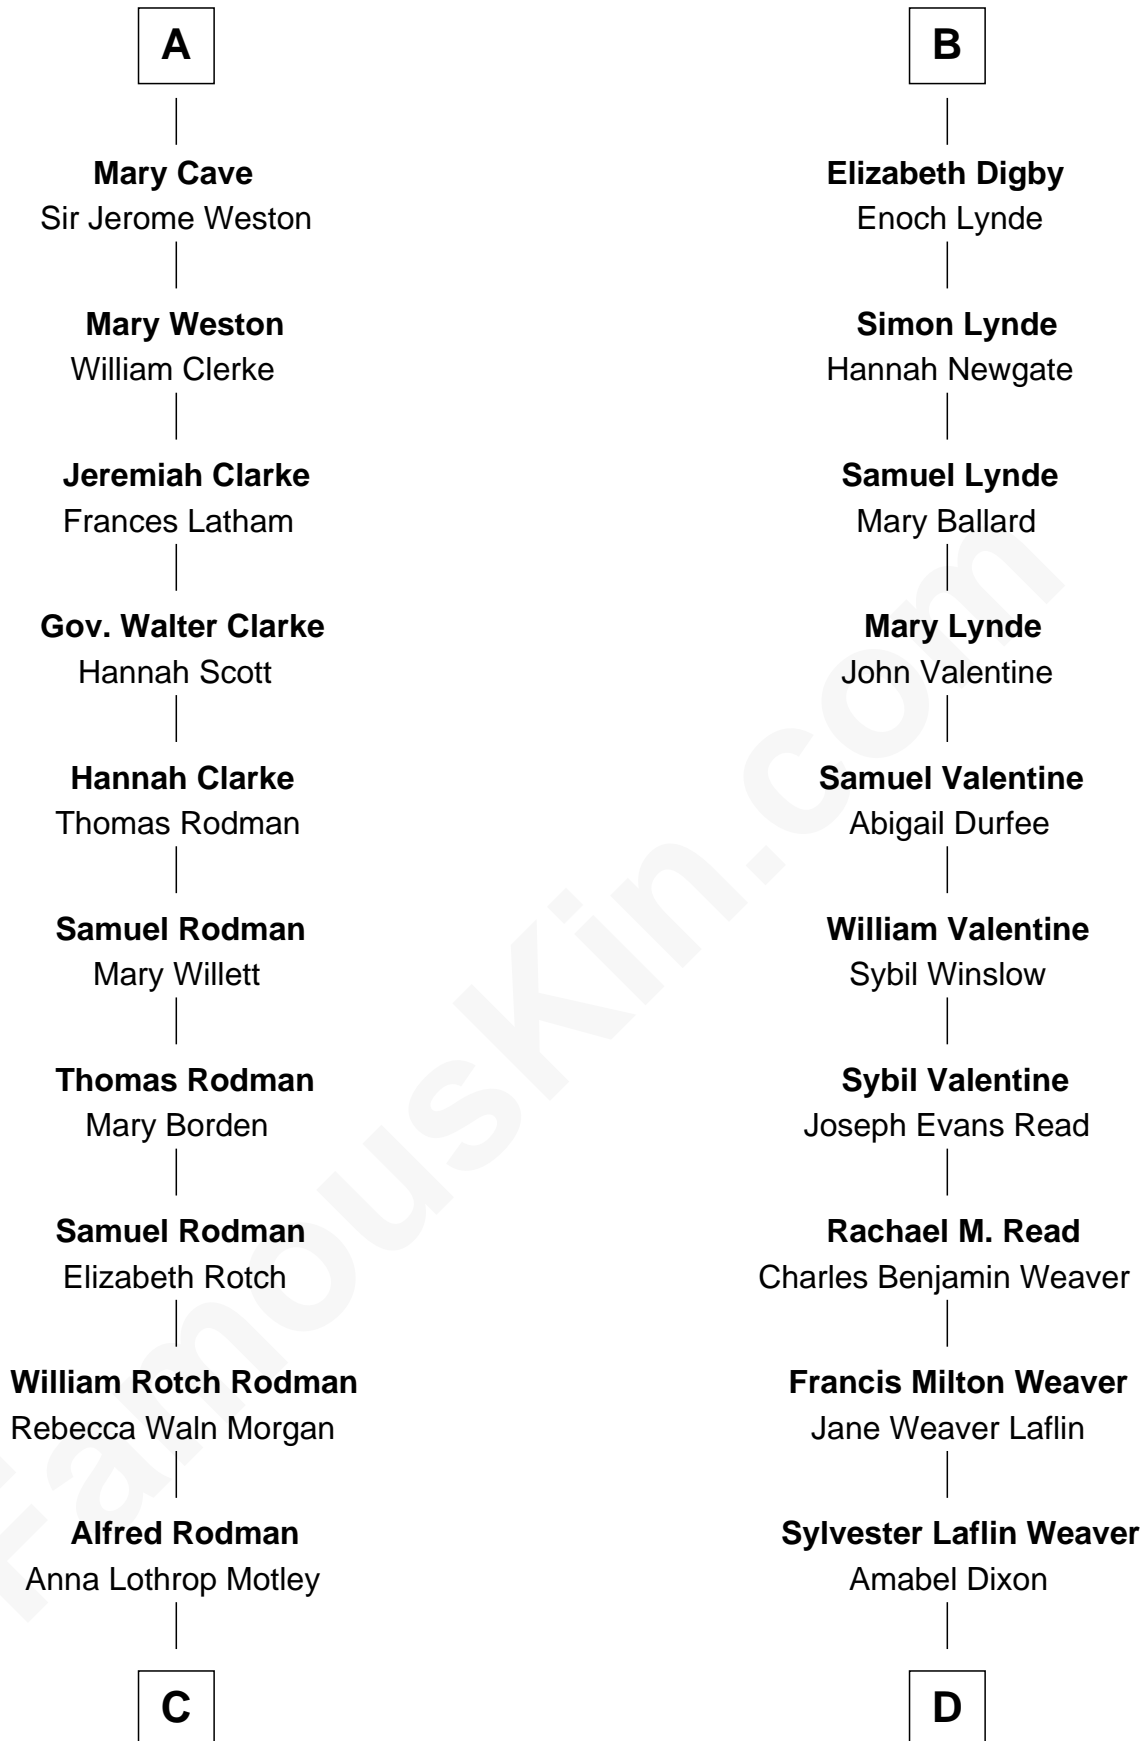 A
Mary Cave
Sir Jerome Weston
Mary Weston
William Clerke
Jeremiah Clarke
Frances Latham
Gov. Walter Clarke
Hannah Scott
Hannah Clarke
Thomas Rodman
Samuel Rodman
Mary Willett
Thomas Rodman
Mary Borden
Samuel Rodman
Elizabeth Rotch
William Rotch Rodman
Rebecca Waln Morgan
Alfred Rodman
Anna Lothrop Motley
C
B
Elizabeth Digby
Enoch Lynde
Simon Lynde
Hannah Newgate
Samuel Lynde
Mary Ballard
Mary Lynde
John Valentine
Samuel Valentine
Abigail Durfee
William Valentine
Sybil Winslow
Sybil Valentine
Joseph Evans Read
Rachael M. Read
Charles Benjamin Weaver
Francis Milton Weaver
Jane Weaver Laflin
Sylvester Laflin Weaver
Amabel Dixon
D
FamousKin.com